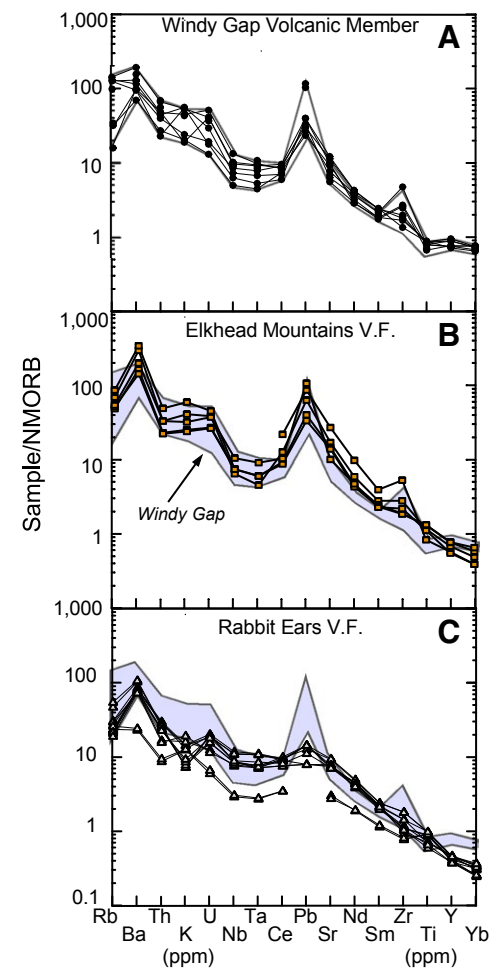 1,000
Windy Gap Volcanic Member
A
100
10
1
1,000
Elkhead Mountains V.F.
B
100
10
Windy Gap
1
Sample/NMORB
1,000
Rabbit Ears V.F.
C
100
10
1
0.1
Rb Th U Ta Pb Nd Zr Y
Ba K Nb Ce Sr Sm Ti Yb
(ppm) (ppm)